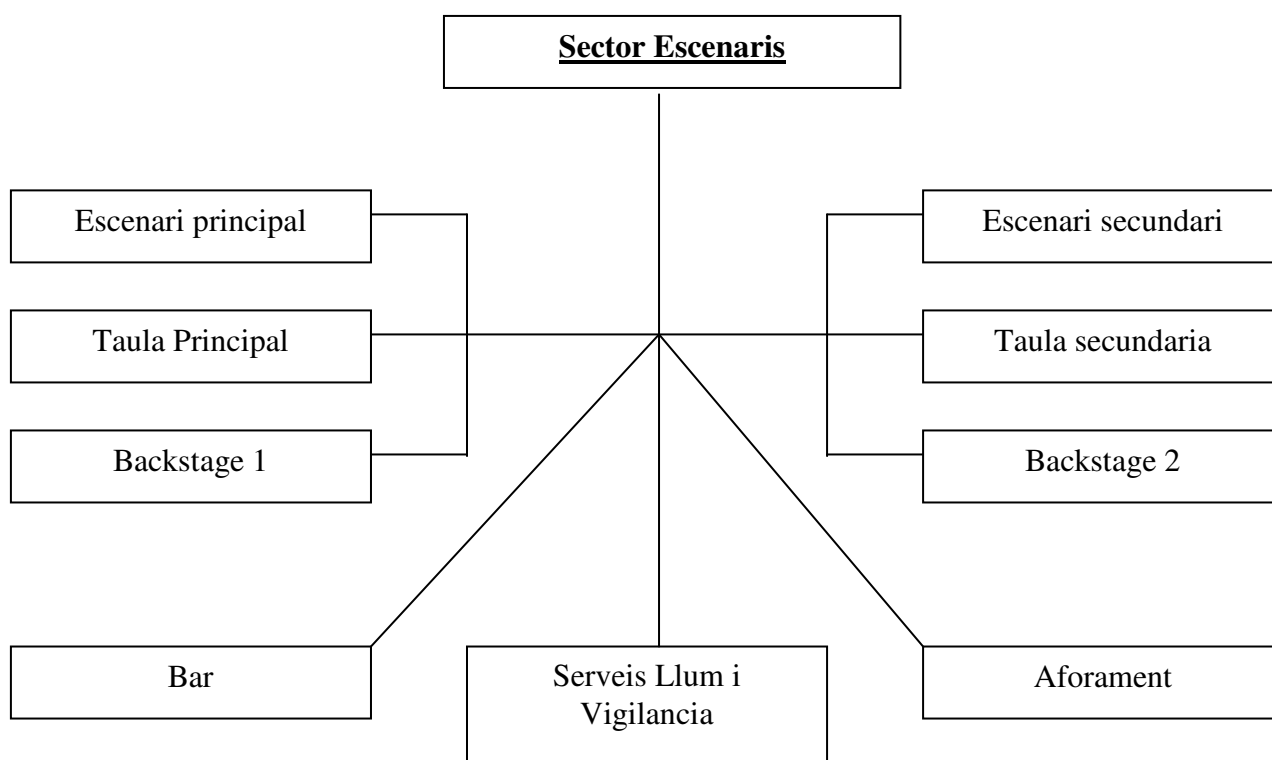 Sector Escenaris
Escenari principal
Escenari secundari
Taula Principal
Taula secundaria
Backstage 1
Backstage 2
Bar
Serveis Llum i
Vigilancia
Aforament